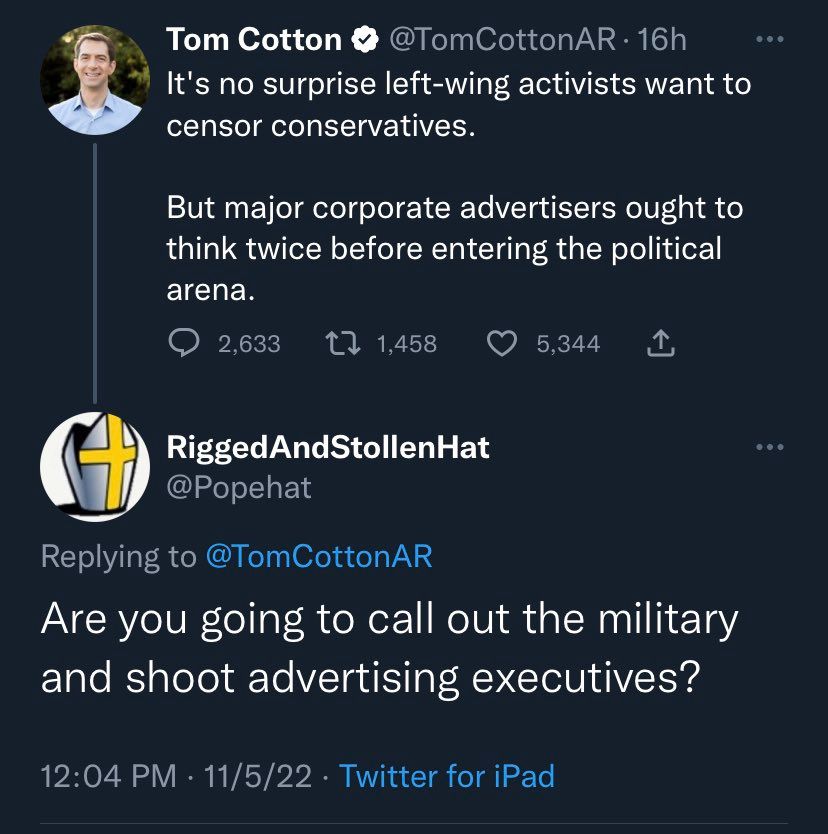 Tom Cotton @TomCottonAR · 16h
It's no surprise left-wing activists want to
censor conservatives.
But major corporate advertisers ought to
think twice before entering the political
arena.
2,633 1,458 5,344
RiggedAndStollenHat
@Popehat
Replying to @TomCottonAR
Are you going to call out the military
and shoot advertising executives?
12:04 PM · 11/5/22 · Twitter for iPad